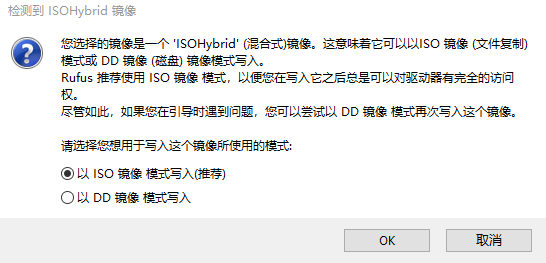 检测到 ISOHybrid 镜像
您选择的镜像是一个 'ISOHybrid' (混合式)镜像。这意味着它可以以ISO 镜像 (文件复制)
模式或 DD 镜像 (磁盘) 镜像模式写入。
Rufus 推荐使用 ISO 镜像 模式，以便您在写入它之后总是可以对驱动器有完全的访问
权。
尽管如此，如果您在引导时遇到问题，您可以尝试以 DD 镜像 模式再次写入这个镜像。
请选择您想用于写入这个镜像所使用的模式:
以 ISO 镜像 模式写入(推荐)
以 DD 镜像 模式写入
OK
取消